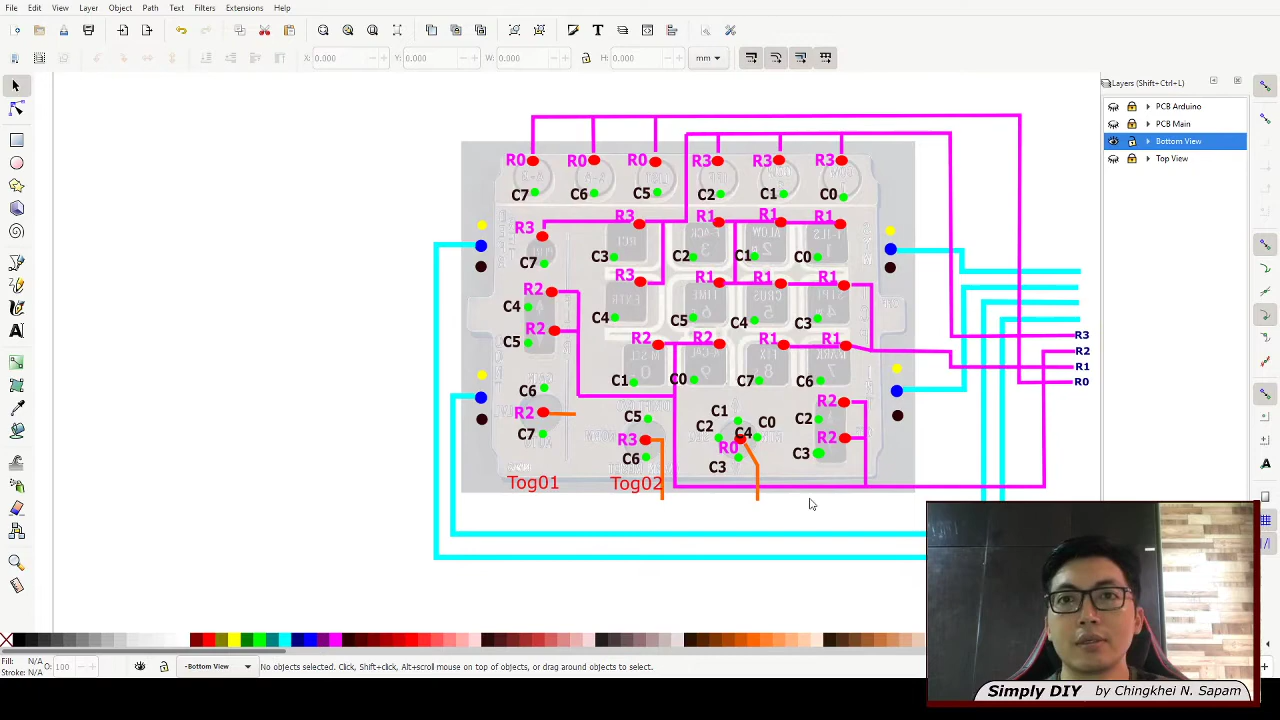 File Edit View Layer Object Path Text Filters Extensions Help
X: 0.000 Y: 0.000 W: 0.000 H: 0.000 mm
Layers (Shift+Ctrl+L)
PCB Arduino
PCB Main
Bottom View
Top View
R0 R0 R0 R3 R3 R3
C7 C6 C5 C2 C1 C0
R3 R3 R1 R1 R1
C7 C3 C2 C1 C0
R2 R3 R1 R1 R1
C4 C4 C5 C4 C3
R2 R2 R2 R1 R1
C5 C1 C0 C7 C6
R3
R2
R1
R0
C6 R2
R2 C5 C1 C2 C0 C2
C7 R3 C4 R0 R2
C6 C3 C3
Tog01 Tog02
Fill: N/A
Stroke: N/A
O: 100
-Bottom View
No objects selected. Click, Shift+click, Alt+scroll mouse on top of objects, or drag around objects to select.
Simply DIY by Chingkhei N. Sapam